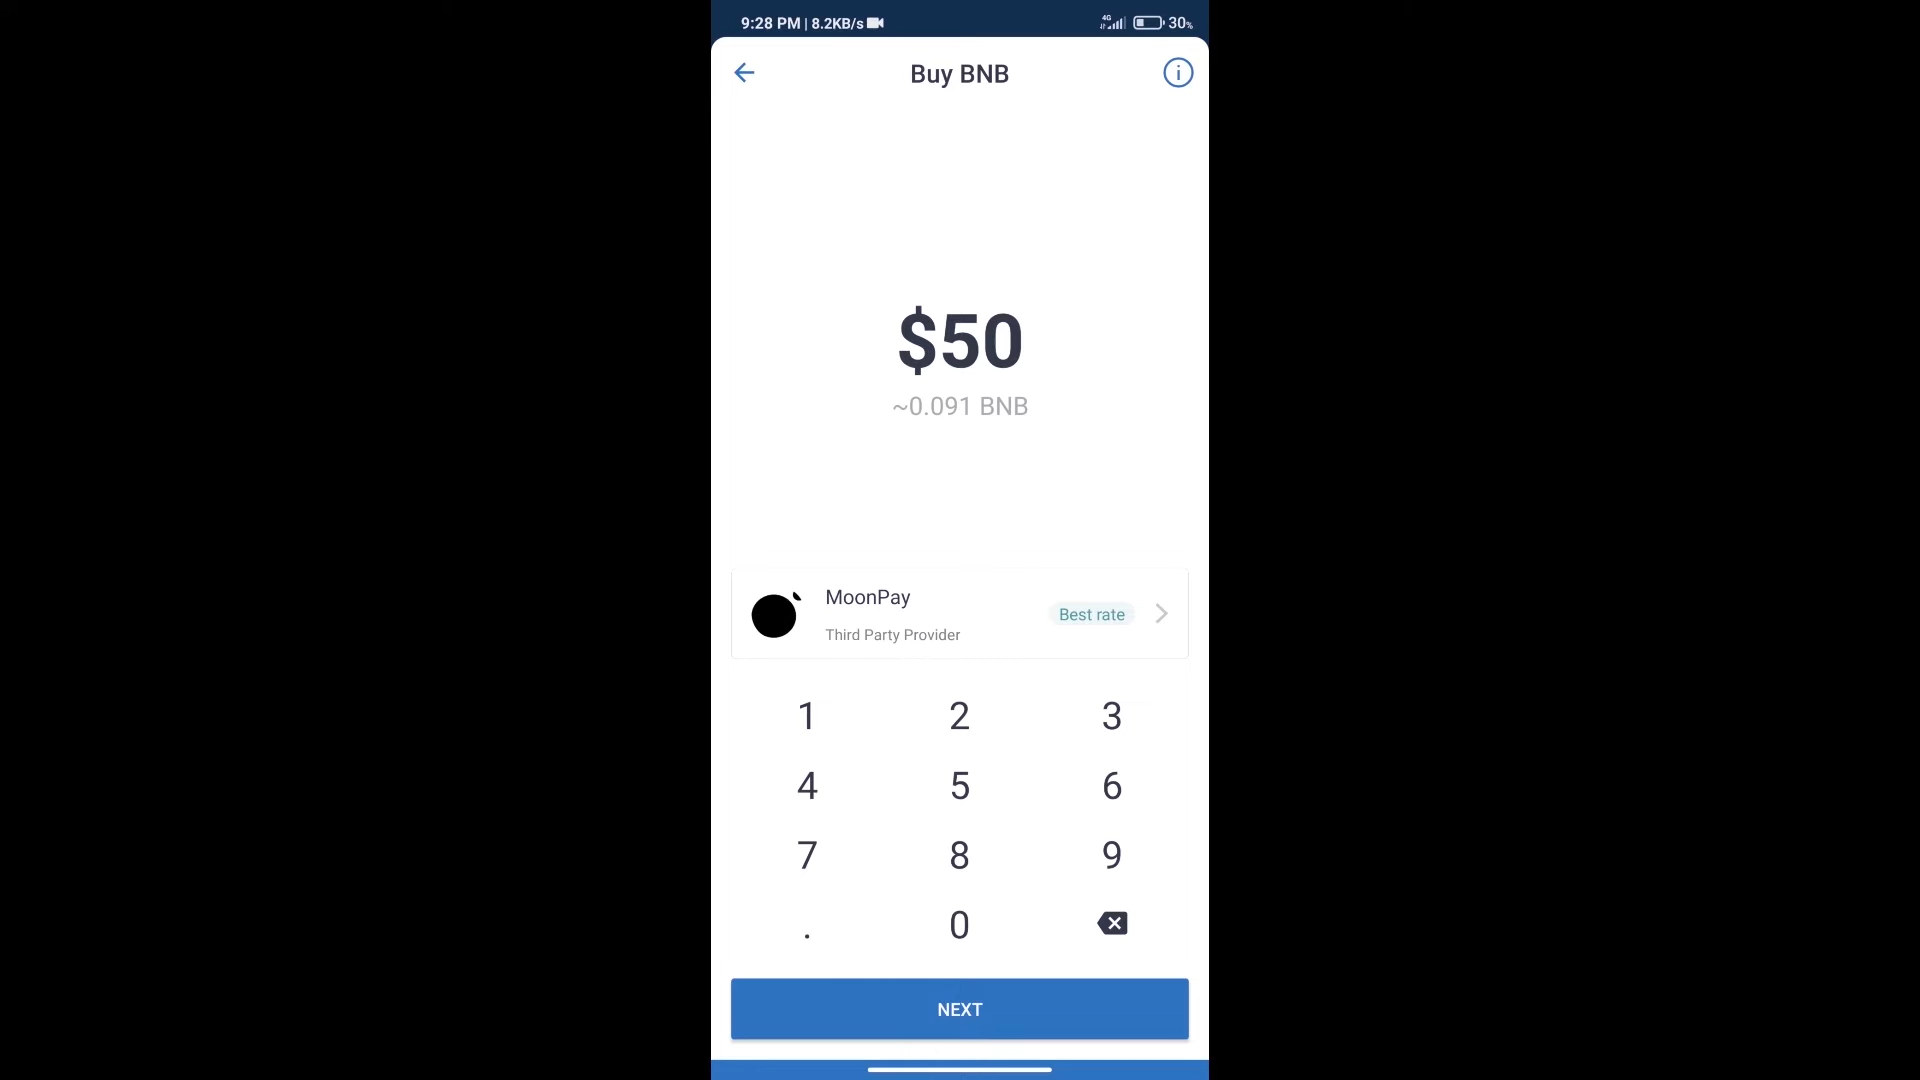 9:28 PM | 8.2KB/s
4G
30%
Buy BNB
$50
~0.091 BNB
MoonPay
Best rate
Third Party Provider
1 2 3
4 5 6
7 8 9
. 0
NEXT